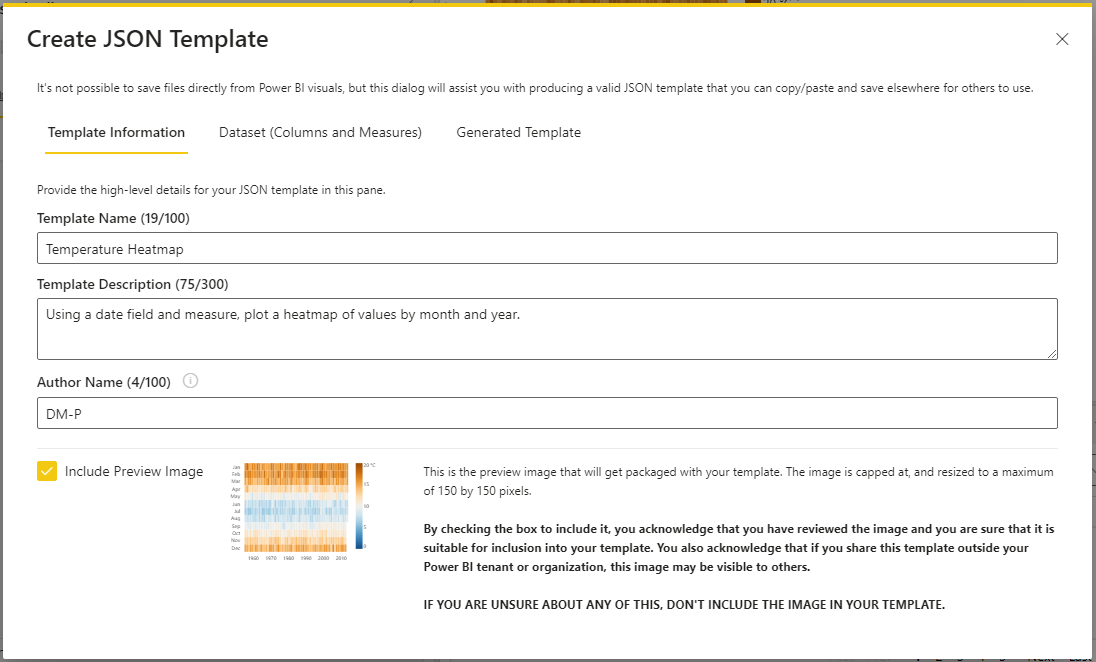 Create JSON Template
It's not possible to save files directly from Power BI visuals, but this dialog will assist you with producing a valid JSON template that you can copy/paste and save elsewhere for others to use.
Template Information Dataset (Columns and Measures) Generated Template
Provide the high-level details for your JSON template in this pane.
Template Name (19/100)
Temperature Heatmap
Template Description (75/300)
Using a date field and measure, plot a heatmap of values by month and year.
Author Name (4/100)
DM-P
Include Preview Image
Jan
Feb
Mar
Apr
May
Jun
Jul
Aug
Sep
Oct
Nov
Dec
1960 1970 1980 1990 2000 2010
20 °C
15
10
5
0
This is the preview image that will get packaged with your template. The image is capped at, and resized to a maximum
of 150 by 150 pixels.
By checking the box to include it, you acknowledge that you have reviewed the image and you are sure that it is
suitable for inclusion into your template. You also acknowledge that if you share this template outside your
Power BI tenant or organization, this image may be visible to others.
IF YOU ARE UNSURE ABOUT ANY OF THIS, DON'T INCLUDE THE IMAGE IN YOUR TEMPLATE.